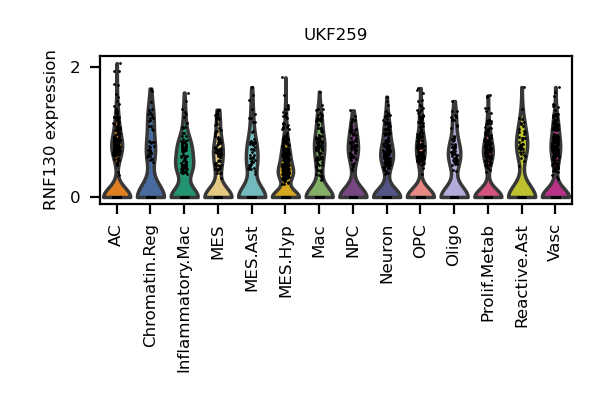 UKF259
RNF130 expression
2
0
AC
Chromatin.Reg
Inflammatory.Mac
MES
MES.Ast
MES.Hyp
Mac
NPC
Neuron
OPC
Oligo
Prolif.Metab
Reactive.Ast
Vasc